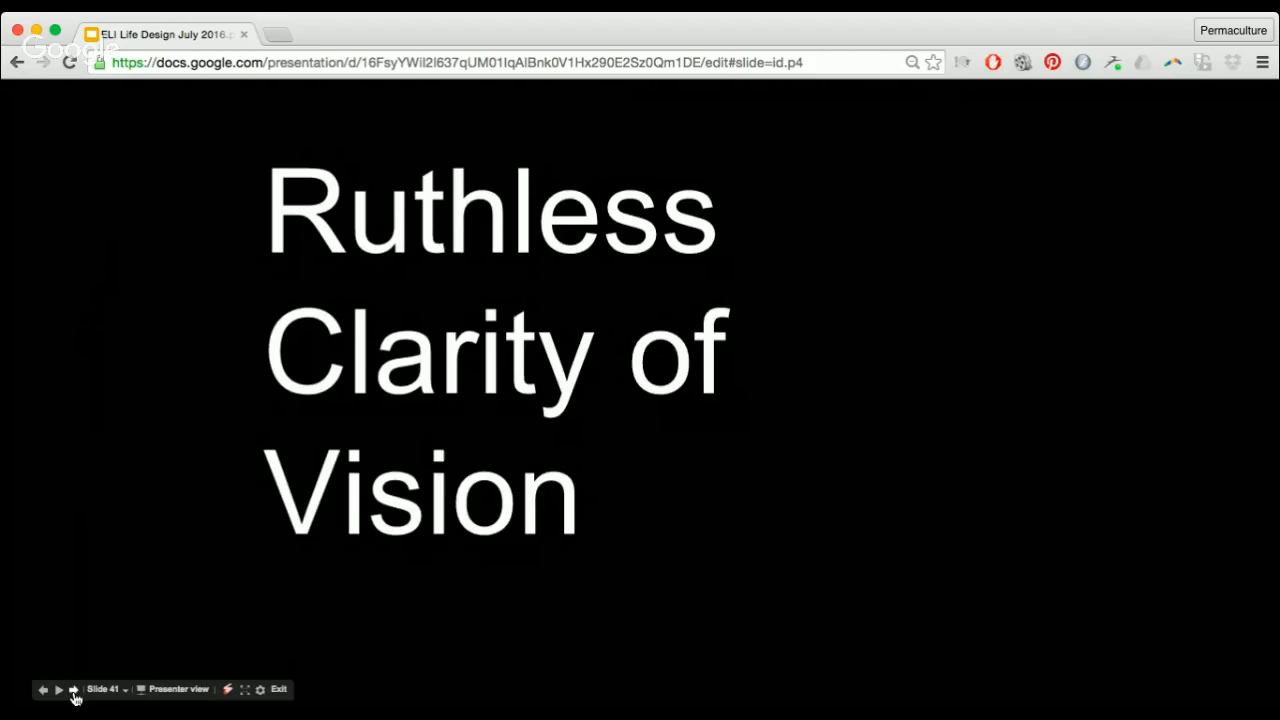 ELI Life Design July 2016.p
Permaculture
Google
https://docs.google.com/presentation/d/16FsyYWil2l637qUM01IqAlBnk0V1Hx290E2Sz0Qm1DE/edit#slide=id.p4
Ruthless
Clarity of
Vision
Slide 41
Presenter view
Exit